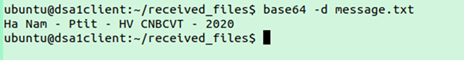 ubuntu@dsa1client:~/received_files$ base64 -d message.txt
Ha Nam - Ptit - HV CNBCVT - 2020
ubuntu@dsa1client:~/received_files$